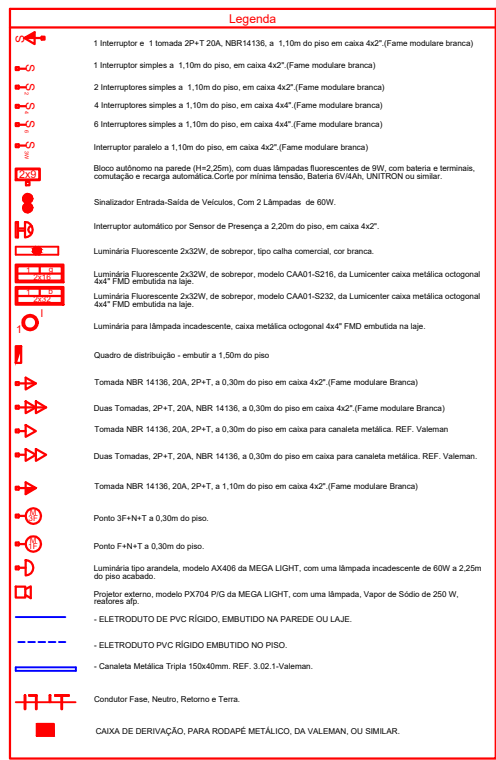 Legenda
S
1 Interruptor e 1 tomada 2P+T 20A, NBR14136, a 1,10m do piso em caixa 4x2".(Fame modulare branca)
S
1 Interruptor simples a 1,10m do piso, em caixa 4x2".(Fame modulare branca)
S 2
2 Interruptores simples a 1,10m do piso, em caixa 4x2".(Fame modulare branca)
S 4
4 Interruptores simples a 1,10m do piso, em caixa 4x4".(Fame modulare branca)
S 6
6 Interruptores simples a 1,10m do piso, em caixa 4x4".(Fame modulare branca)
S 3W
Interruptor paralelo a 1,10m do piso, em caixa 4x2".(Fame modulare branca)
2x9
Bloco autônomo na parede (H=2,25m), com duas lâmpadas fluorescentes de 9W, com bateria e terminais,
comutação e recarga automática.Corte por mínima tensão, Bateria 6V/4Ah, UNITRON ou similar.
Sinalizador Entrada-Saída de Veículos, Com 2 Lâmpadas de 60W.
Interruptor automático por Sensor de Presença a 2,20m do piso, em caixa 4x2".
Luminária Fluorescente 2x32W, de sobrepor, tipo calha comercial, cor branca.
2x16
Luminária Fluorescente 2x32W, de sobrepor, modelo CAA01-S216, da Lumicenter caixa metálica octogonal
4x4" FMD embutida na laje.
2x32
Luminária Fluorescente 2x32W, de sobrepor, modelo CAA01-S232, da Lumicenter caixa metálica octogonal
4x4" FMD embutida na laje.
1
Luminária para lâmpada incadescente, caixa metálica octogonal 4x4" FMD embutida na laje.
Quadro de distribuição - embutir a 1,50m do piso
Tomada NBR 14136, 20A, 2P+T, a 0,30m do piso em caixa 4x2".(Fame modulare Branca)
Duas Tomadas, 2P+T, 20A, NBR 14136, a 0,30m do piso em caixa 4x2".(Fame modulare Branca)
Tomada NBR 14136, 20A, 2P+T, a 0,30m do piso em caixa para canaleta metálica. REF. Valeman
Duas Tomadas, 2P+T, 20A, NBR 14136, a 0,30m do piso em caixa para canaleta metálica. REF. Valeman.
Tomada NBR 14136, 20A, 2P+T, a 1,10m do piso em caixa 4x2".(Fame modulare Branca)
3F
Ponto 3F+N+T a 0,30m do piso.
1F
Ponto F+N+T a 0,30m do piso.
Luminária tipo arandela, modelo AX406 da MEGA LIGHT, com uma lâmpada incadescente de 60W a 2,25m
do piso acabado.
Projetor externo, modelo PX704 P/G da MEGA LIGHT, com uma lâmpada, Vapor de Sódio de 250 W,
reatores afp.
- ELETRODUTO DE PVC RÍGIDO, EMBUTIDO NA PAREDE OU LAJE.
- ELETRODUTO PVC RÍGIDO EMBUTIDO NO PISO.
- Canaleta Metálica Tripla 150x40mm. REF. 3.02.1-Valeman.
Condutor Fase, Neutro, Retorno e Terra.
CAIXA DE DERIVAÇÃO, PARA RODAPÉ METÁLICO, DA VALEMAN, OU SIMILAR.